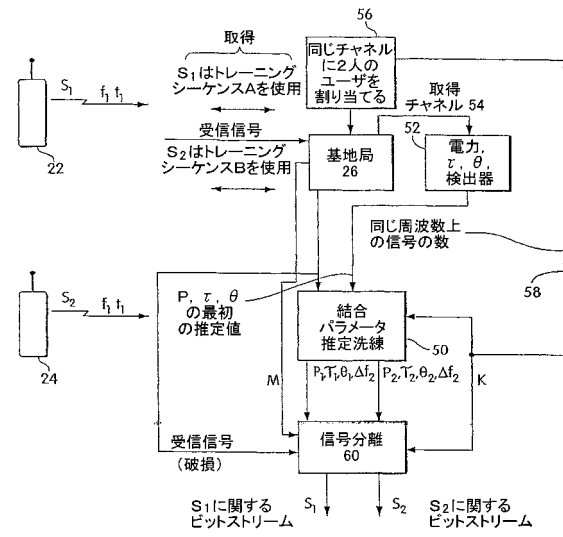 56
取得
S₁はトレーニング
シーケンスAを使用
同じチャネル
に2人の
ユーザを
割り当てる
S₁
f₁ t₁
22
取得
チャネル 54
受信信号
S₂はトレーニング
シーケンスBを使用
基地局
26
52
電力,
τ, θ,
検出器
同じ周波数上
の信号の数
58
P, τ, θ
の最初
の推定値
S₂
f₁ t₁
24
結合
パラメータ
推定洗練
50
M
P₁,Τ₁,θ₁,Δf₂
P₂,Τ₂,θ₂,Δf₂
K
受信信号
(破損)
信号分離
60
S₁に関する
ビットストリーム
S₁
S₂
S₂に関する
ビットストリーム